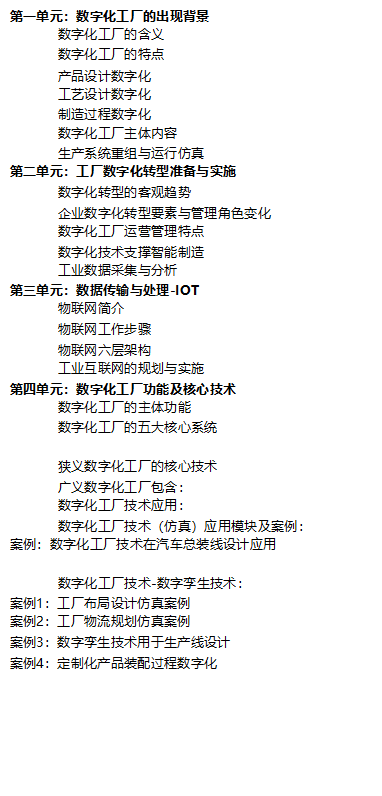 第一单元：数字化工厂的出现背景
数字化工厂的含义
数字化工厂的特点
产品设计数字化
工艺设计数字化
制造过程数字化
数字化工厂主体内容
生产系统重组与运行仿真
第二单元：工厂数字化转型准备与实施
数字化转型的客观趋势
企业数字化转型要素与管理角色变化
数字化工厂运营管理特点
数字化技术支撑智能制造
工业数据采集与分析
第三单元：数据传输与处理-IOT
物联网简介
物联网工作步骤
物联网六层架构
工业互联网的规划与实施
第四单元：数字化工厂功能及核心技术
数字化工厂的主体功能
数字化工厂的五大核心系统
狭义数字化工厂的核心技术
广义数字化工厂包含：
数字化工厂技术应用：
数字化工厂技术（仿真）应用模块及案例：
案例：数字化工厂技术在汽车总装线设计应用
数字化工厂技术-数字孪生技术：
案例1：工厂布局设计仿真案例
案例2：工厂物流规划仿真案例
案例3：数字孪生技术用于生产线设计
案例4：定制化产品装配过程数字化